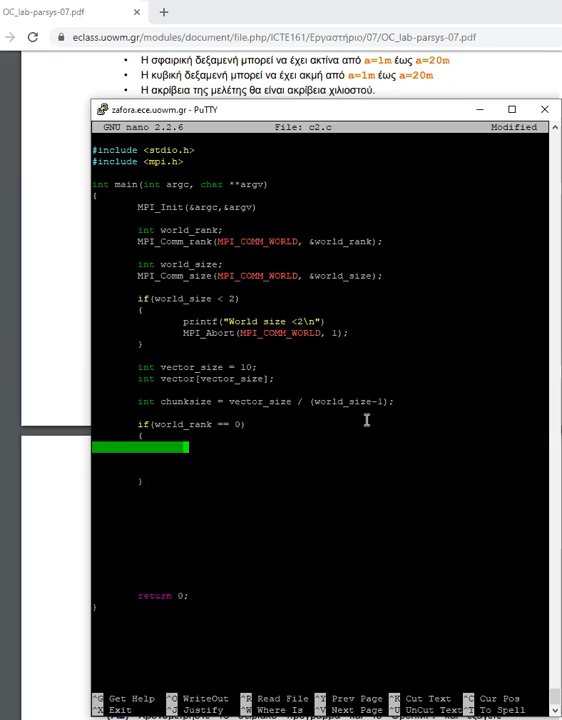 OC_lab-parsys-07.pdf
eclass.uowm.gr/modules/document/file.php/ICTE161/Εργαστήριο/07/OC_lab-parsys-07.pdf
• Η σφαιρική δεξαμενή μπορεί να έχει ακτίνα από a=1m έως a=20m
• Η κυβική δεξαμενή μπορεί να έχει ακμή από a=1m έως a=20m
• Η ακρίβεια της μελέτης θα είναι ακρίβεια χιλιοστού.
zafora.ece.uowm.gr - PuTTY
GNU nano 2.2.6 File: c2.c Modified
#include <stdio.h>
#include <mpi.h>
int main(int argc, char **argv)
{
MPI_Init(&argc,&argv)
int world_rank;
MPI_Comm_rank(MPI_COMM_WORLD, &world_rank);
int world_size;
MPI_Comm_size(MPI_COMM_WORLD, &world_size);
if(world_size < 2)
{
printf("World size <2\n")
MPI_Abort(MPI_COMM_WORLD, 1);
}
int vector_size = 10;
int vector[vector_size];
int chunksize = vector_size / (world_size-1);
if(world_rank == 0)
{
}
return 0;
}
^G Get Help ^O WriteOut ^R Read File ^Y Prev Page ^K Cut Text ^C Cur Pos
^X Exit ^J Justify ^W Where Is ^V Next Page ^U UnCut Text ^T To Spell